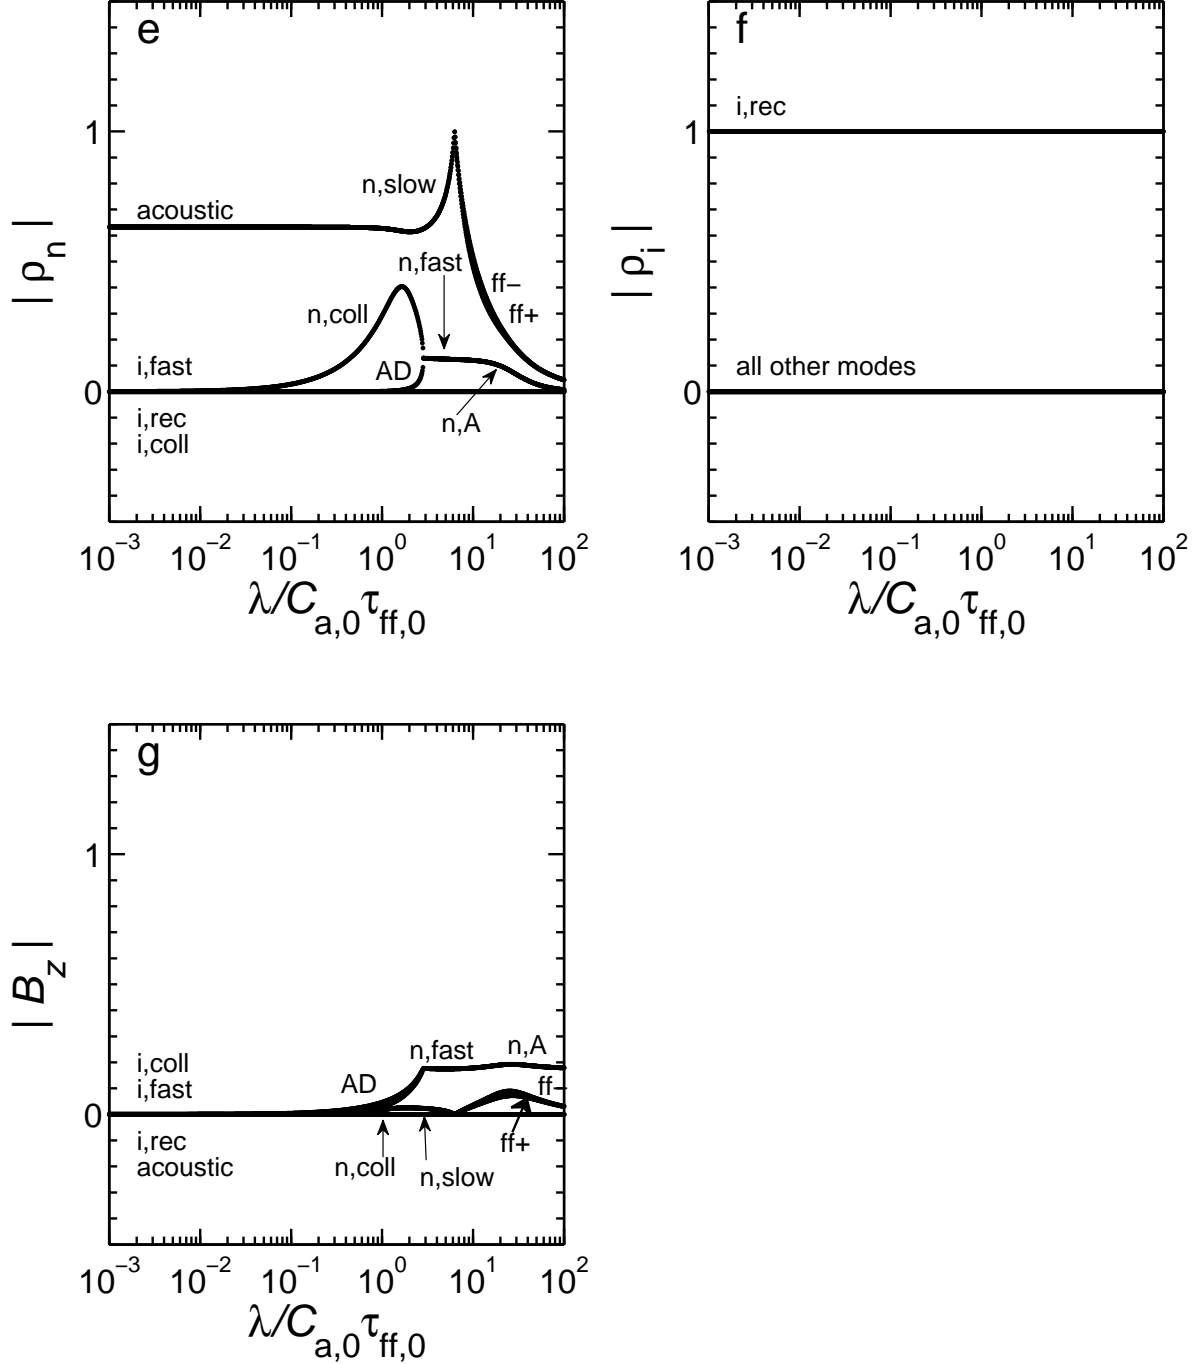 e
| ρn |
1
0
acoustic
n,slow
n,fast
ff−
ff+
n,coll
i,fast
AD
n,A
i,rec
i,coll
10−3 10−2 10−1 100 101 102
λ/Ca,0τff,0
f
| ρi |
i,rec
1
all other modes
0
10−3 10−2 10−1 100 101 102
λ/Ca,0τff,0
g
| Bz |
1
n,A
n,fast
i,coll
AD
ff−
i,fast
0
ff+
i,rec
acoustic
n,coll
n,slow
10−3 10−2 10−1 100 101 102
λ/Ca,0τff,0